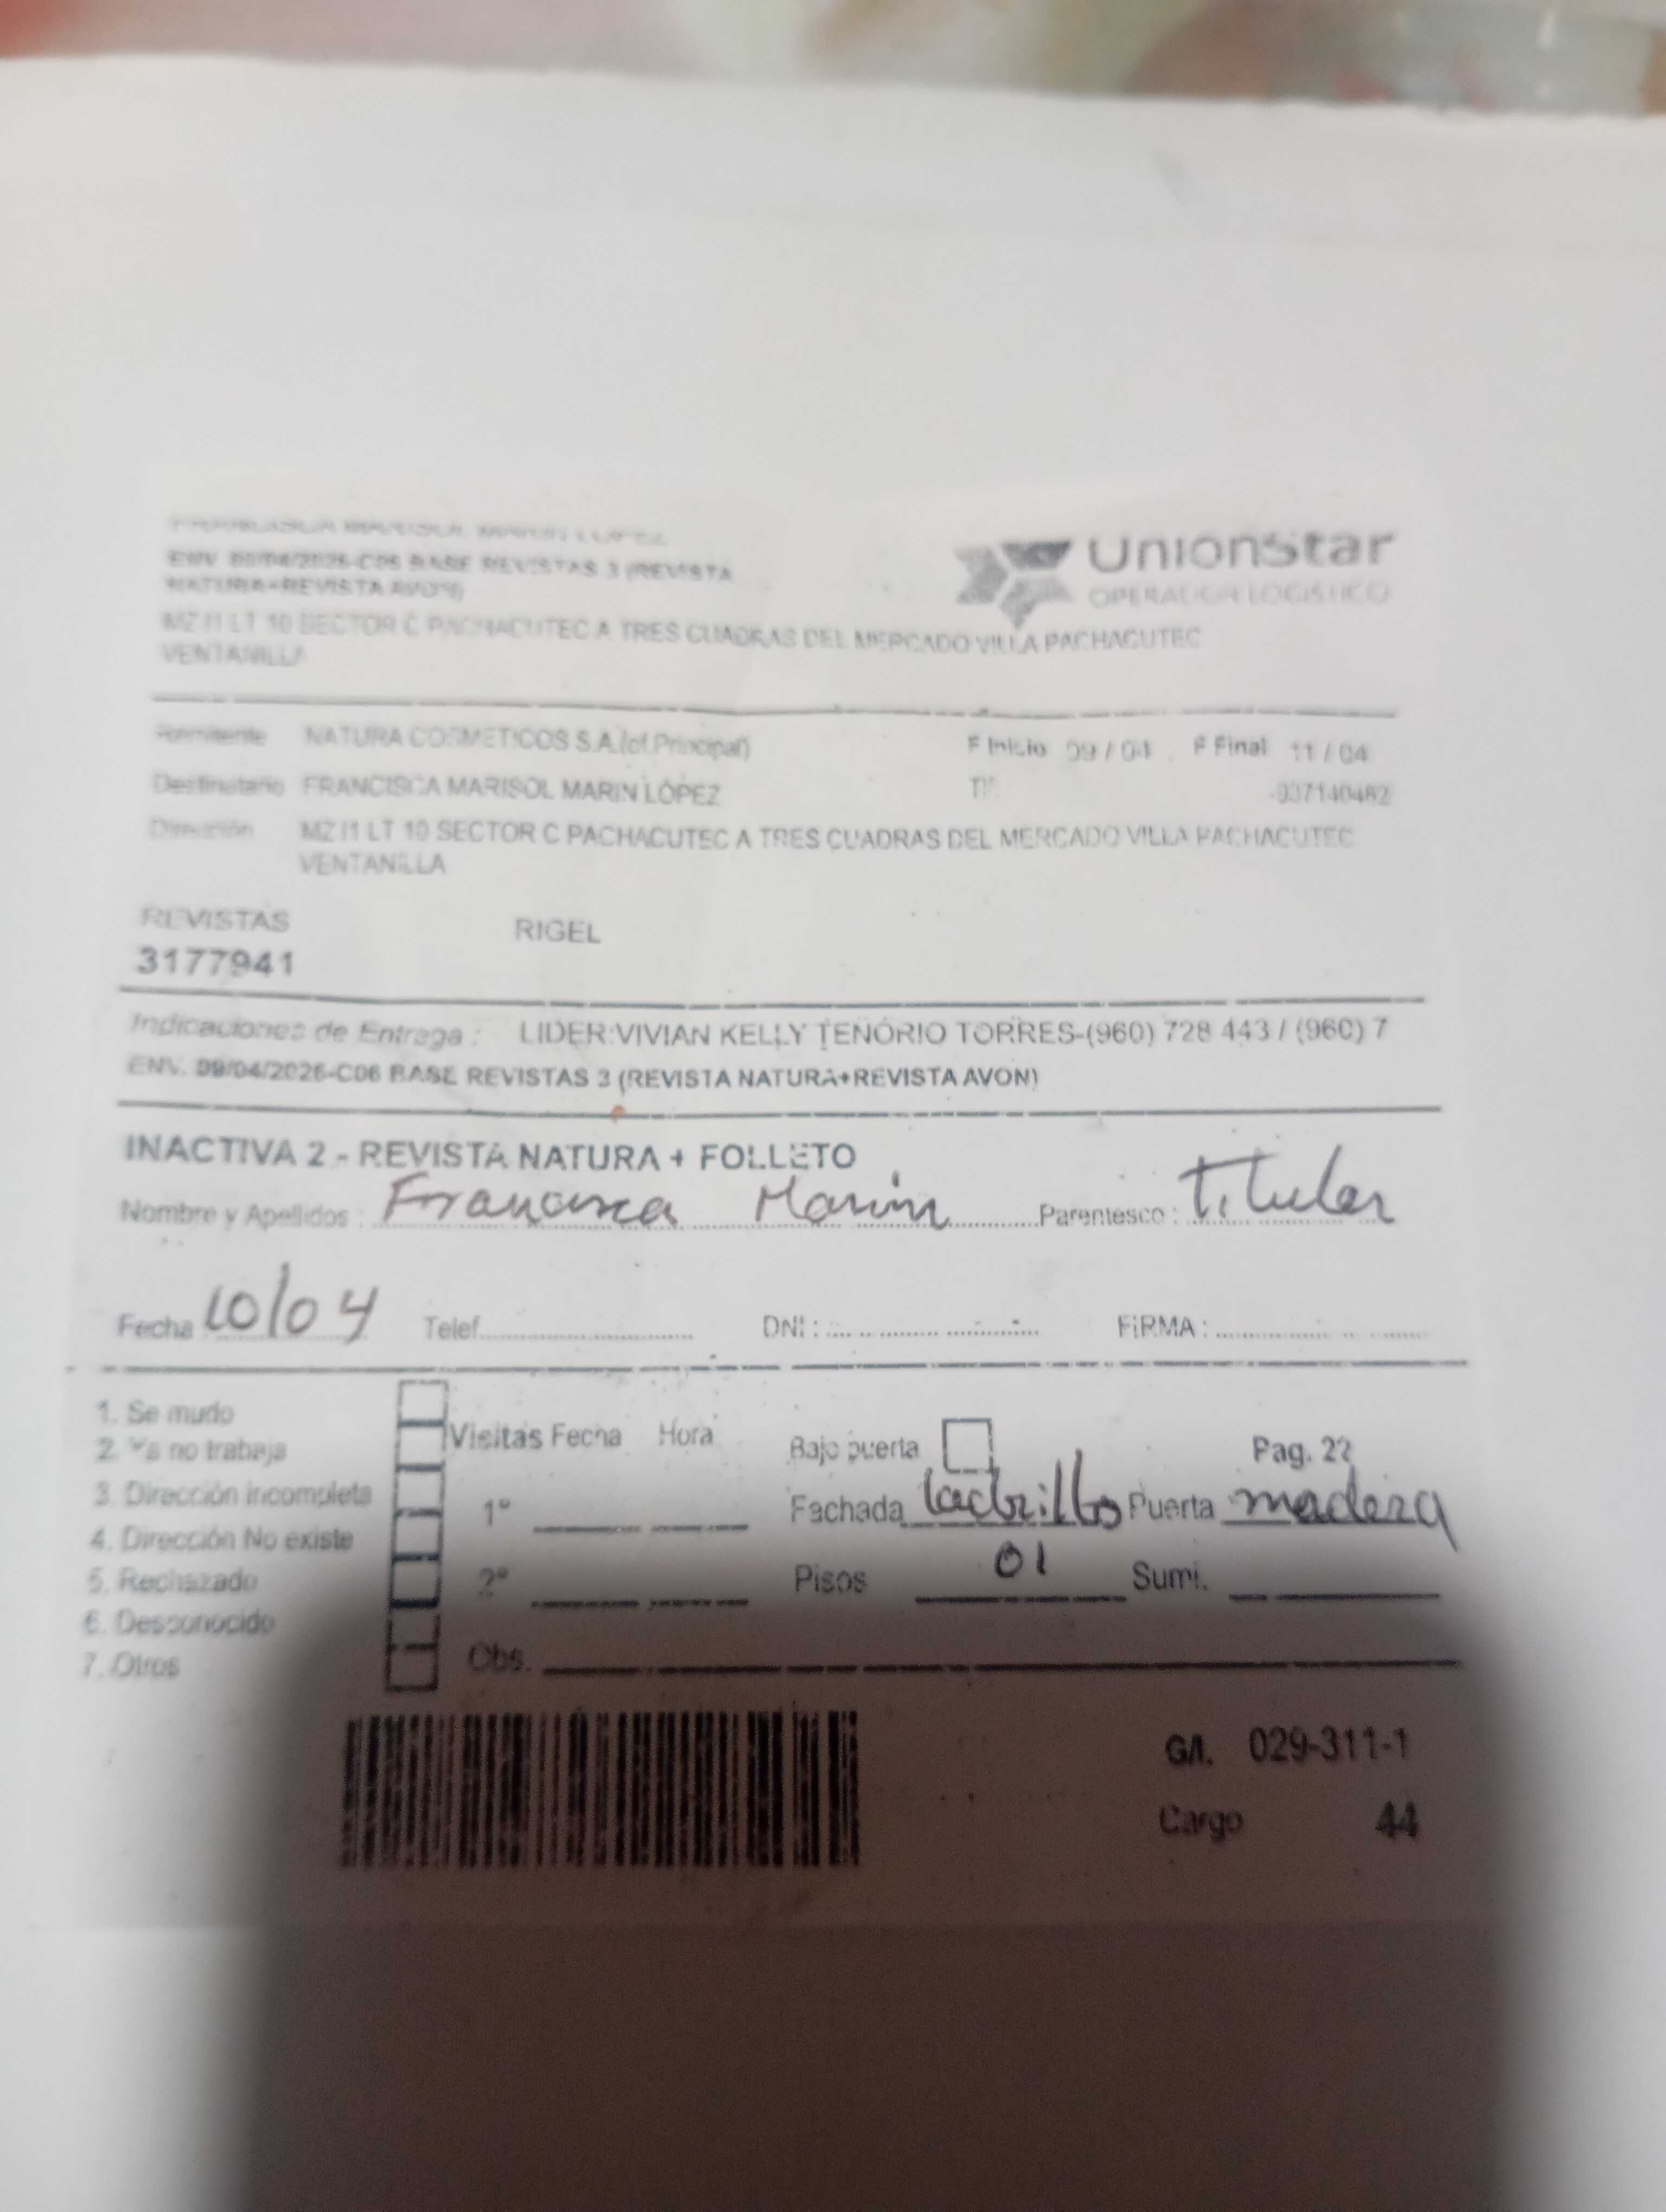 FRANCISCA MARISOL MARIN LOPEZ
ENV. 09/04/2026-C06 BASE REVISTAS 3 (REVISTA
NATURA+REVISTA AVON)
UnionStar
OPERADOR LOGISTICO
MZ I1 LT 10 SECTOR C PACHACUTEC A TRES CUADRAS DEL MERCADO VILLA PACHACUTEC
VENTANILLA
Remitente NATURA COSMETICOS S.A.(of.Principal) F Inicio 09 / 04 F Final 11 / 04
Destinatario FRANCISCA MARISOL MARIN LÓPEZ -937140482
Dirección MZ I1 LT 10 SECTOR C PACHACUTEC A TRES CUADRAS DEL MERCADO VILLA PACHACUTEC
VENTANILLA
REVISTAS RIGEL
3177941
Indicaciones de Entrega : LIDER:VIVIAN KELLY TENORIO TORRES-(960) 728 443 / (960) 7
ENV. 09/04/2026-C06 BASE REVISTAS 3 (REVISTA NATURA+REVISTA AVON)
INACTIVA 2 - REVISTA NATURA + FOLLETO
Nombre y Apellidos : Francisca Marin Parentesco : Titular
Fecha 10/04 Telef. DNI : FIRMA :
1. Se mudo
2. Ya no trabaja
3. Dirección incompleta
4. Dirección No existe
5. Rechazado
6. Desconocido
7. Otros
Visitas Fecha Hora Bajo puerta Pag. 22
1° Fachada ladrillo Puerta madera
2° Pisos 01 Sumi.
Obs.
G/I. 029-311-1
Cargo 44